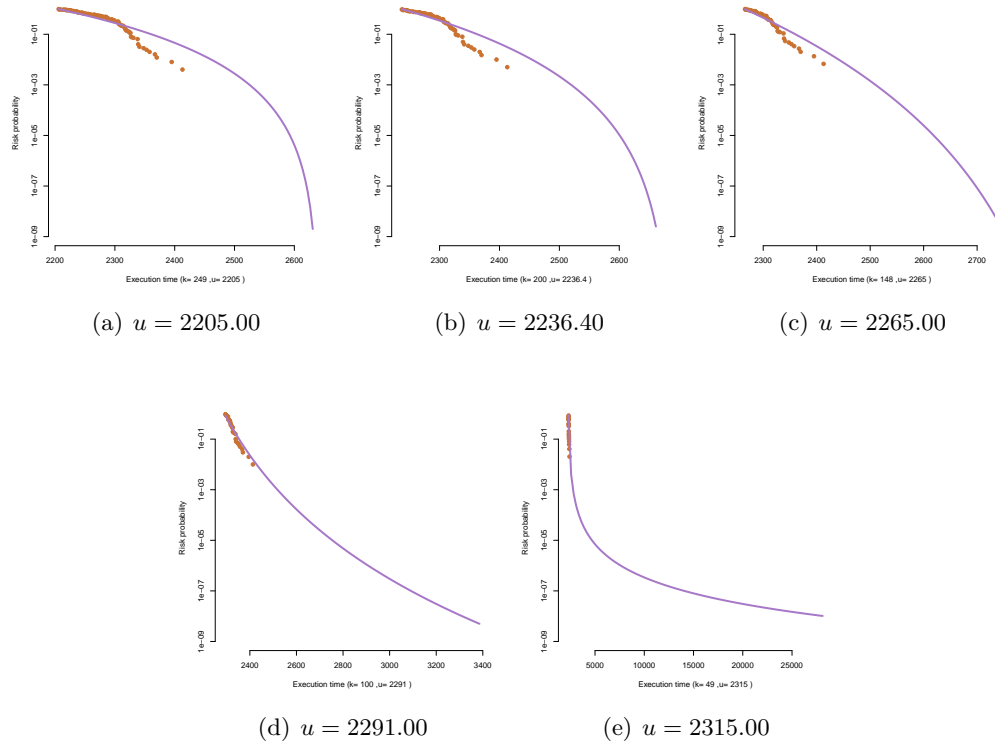 1e−01
1e−03
1e−05
1e−07
1e−09
Risk probability
2200 2300 2400 2500 2600
Execution time (k= 249 ,u= 2205 )
(a) u = 2205.00
1e−01
1e−03
1e−05
1e−07
1e−09
Risk probability
2300 2400 2500 2600
Execution time (k= 200 ,u= 2236.4 )
(b) u = 2236.40
1e−01
1e−03
1e−05
1e−07
1e−09
Risk probability
2300 2400 2500 2600 2700
Execution time (k= 148 ,u= 2265 )
(c) u = 2265.00
1e−01
1e−03
1e−05
1e−07
1e−09
Risk probability
2400 2600 2800 3000 3200 3400
Execution time (k= 100 ,u= 2291 )
(d) u = 2291.00
1e−01
1e−03
1e−05
1e−07
1e−09
Risk probability
5000 10000 15000 20000 25000
Execution time (k= 49 ,u= 2315 )
(e) u = 2315.00